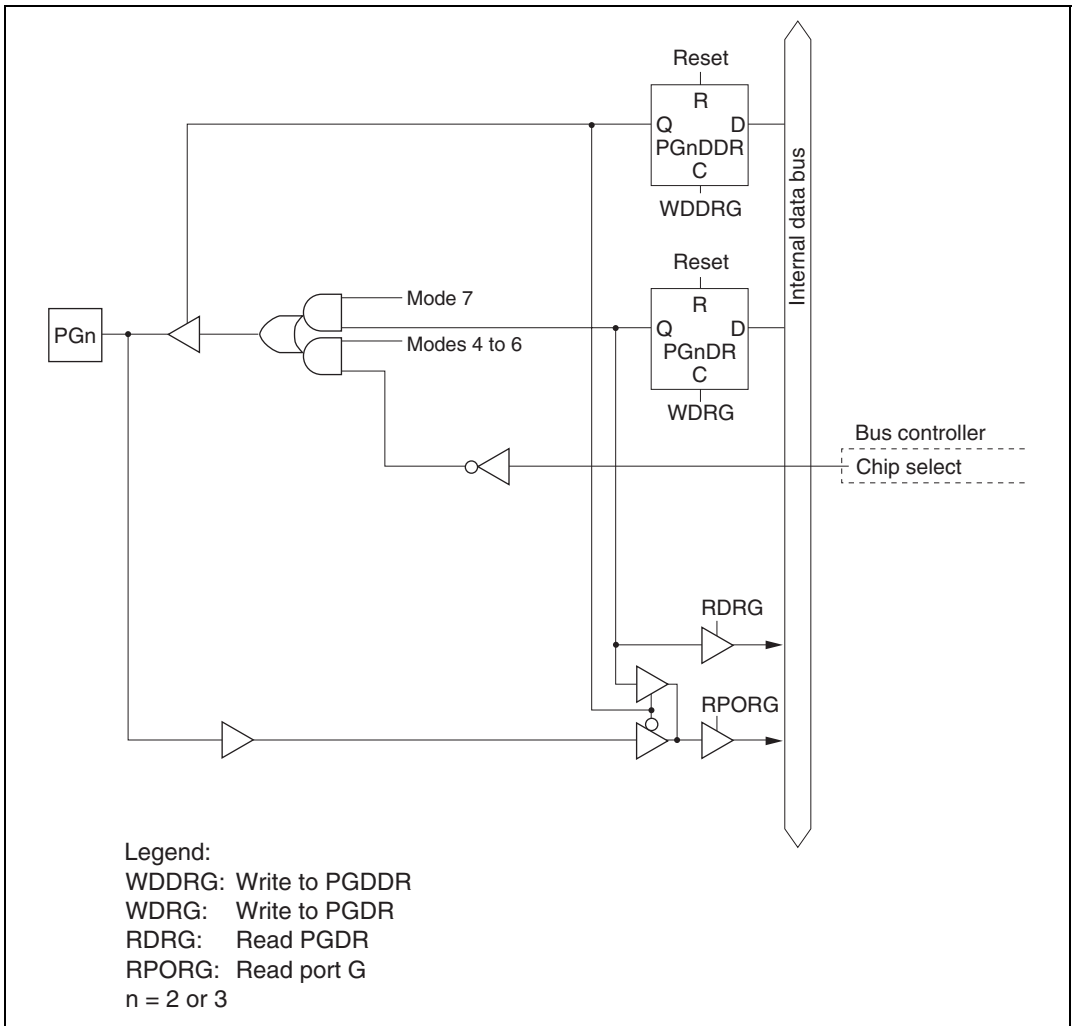 Reset
R
Q D
PGnDDR
C
WDDRG
Internal data bus
Reset
Mode 7
R
PGn
Q D
Modes 4 to 6
PGnDR
C
WDRG
Bus controller
Chip select
RDRG
RPORG
Legend:
WDDRG: Write to PGDDR
WDRG: Write to PGDR
RDRG: Read PGDR
RPORG: Read port G
n = 2 or 3